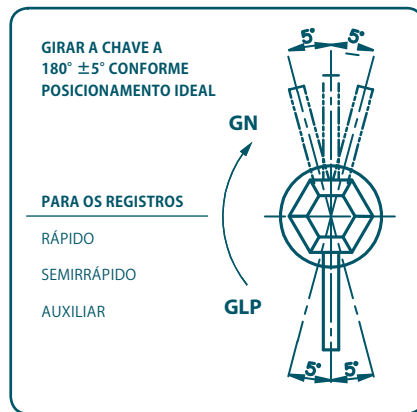 GIRAR A CHAVE A
180° ±5° CONFORME
POSICIONAMENTO IDEAL
5° 5°
GN
PARA OS REGISTROS
RÁPIDO
SEMIRRÁPIDO
AUXILIAR
GLP
5° 5°